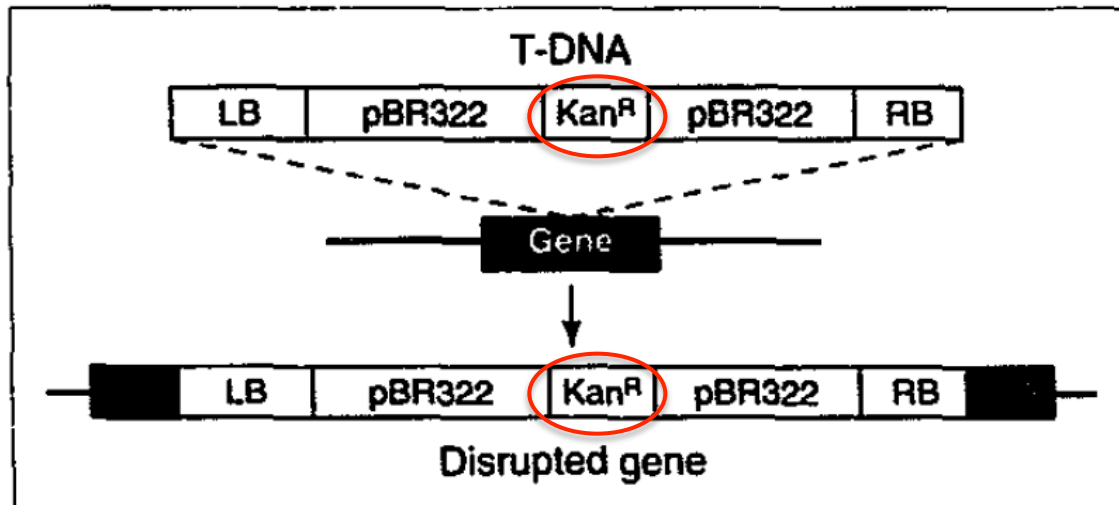 T-DNA
LB pBR322 Kanᴿ pBR322 RB
Gene
LB pBR322 Kanᴿ pBR322 RB
Disrupted gene